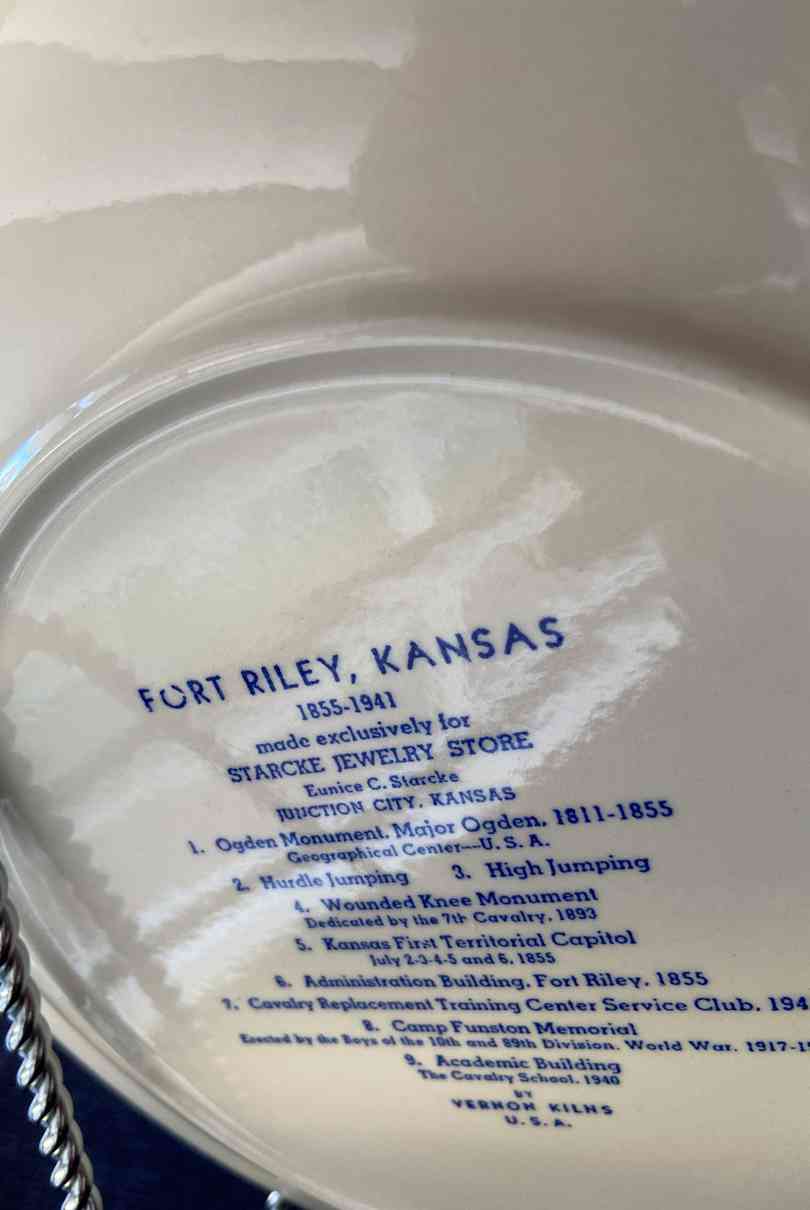 FORT RILEY, KANSAS
1855-1941
made exclusively for
STARCKE JEWELRY STORE
Eunice C. Starcke
JUNCTION CITY, KANSAS
1. Ogden Monument, Major Ogden, 1811-1855
Geographical Center—U. S. A.
2. Hurdle Jumping 3. High Jumping
4. Wounded Knee Monument
Dedicated by the 7th Cavalry, 1893
5. Kansas First Territorial Capitol
July 2-3-4-5 and 6, 1855
6. Administration Building, Fort Riley, 1855
7. Cavalry Replacement Training Center Service Club, 194
8. Camp Funston Memorial
Erected by the Boys of the 10th and 89th Division, World War, 1917-19
9. Academic Building
The Cavalry School, 1940
BY
VERNON KILNS
U. S. A.